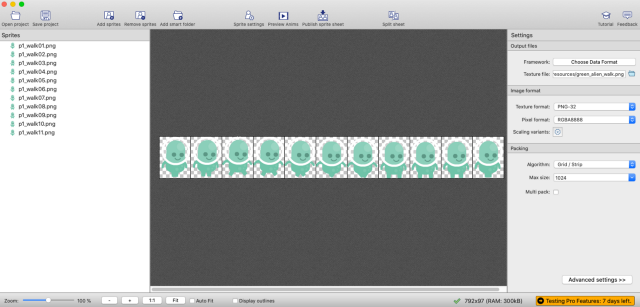 Open project Save project Add sprites Remove sprites Add smart folder Sprite settings Preview Anims Publish sprite sheet Split sheet Tutorial Feedback
Sprites
p1_walk01.png
p1_walk02.png
p1_walk03.png
p1_walk04.png
p1_walk05.png
p1_walk06.png
p1_walk07.png
p1_walk08.png
p1_walk09.png
p1_walk10.png
p1_walk11.png
Settings
Output files
Framework: Choose Data Format
Texture file: resources/green_alien_walk.png
Image format
Texture format: PNG-32
Pixel format: RGBA8888
Scaling variants:
Packing
Algorithm: Grid / Strip
Max size: 1024
Multi pack:
Advanced settings >>
Zoom: 100 % - + 1:1 Fit Auto Fit Display outlines 792x97 (RAM: 300kB) Testing Pro Features: 7 days left.